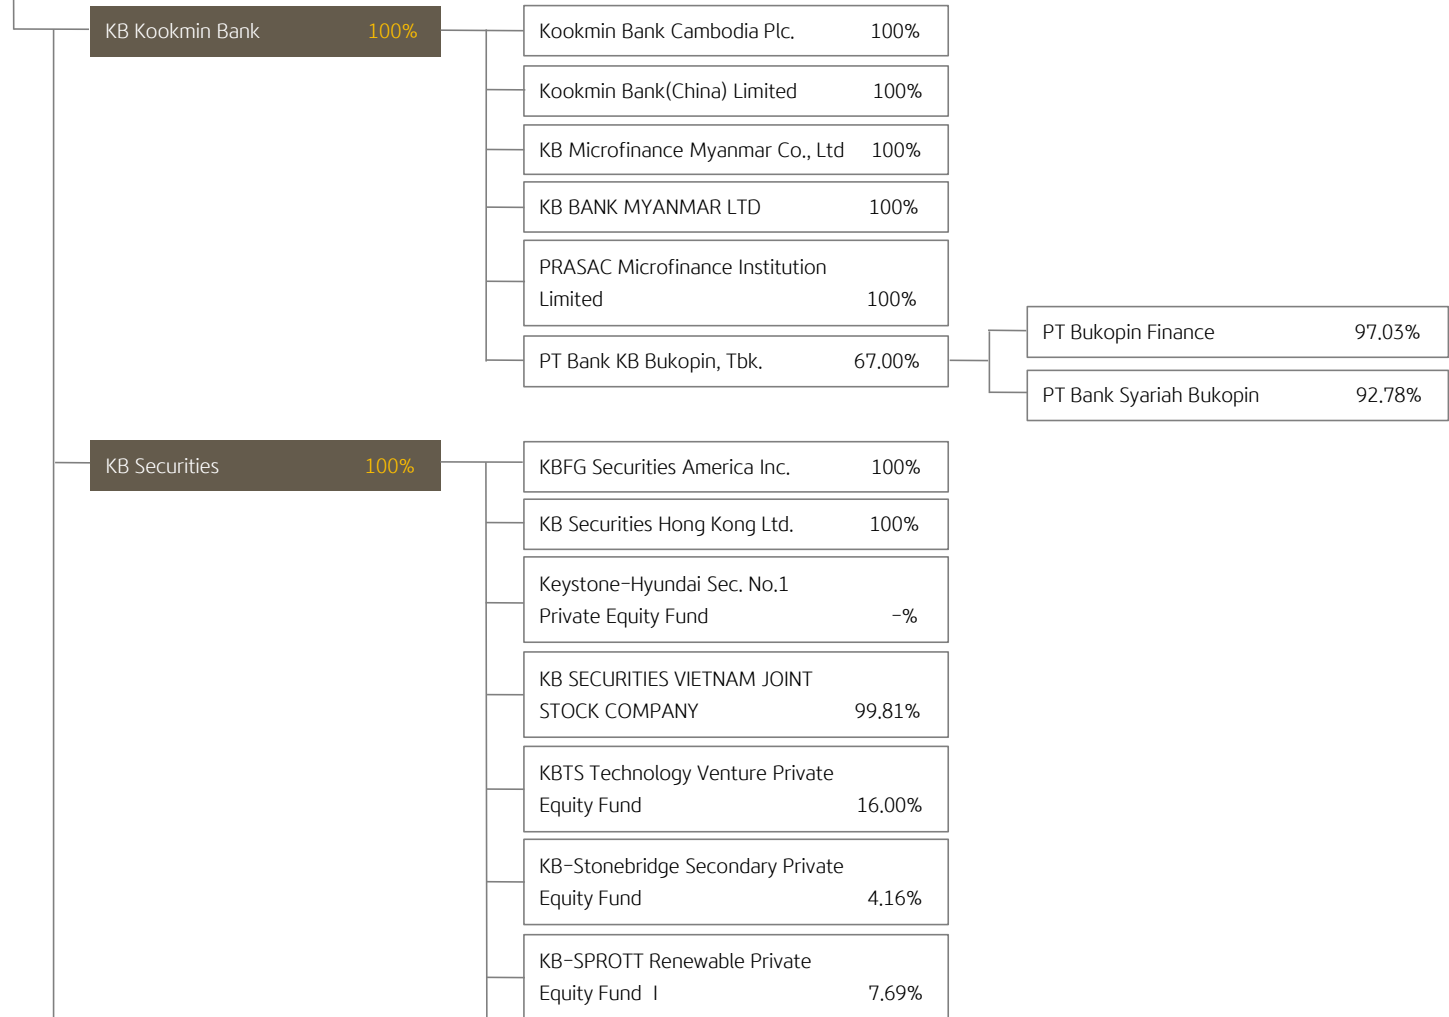 KB Kookmin Bank 100%
Kookmin Bank Cambodia Plc. 100%
Kookmin Bank(China) Limited 100%
KB Microfinance Myanmar Co., Ltd 100%
KB BANK MYANMAR LTD 100%
PRASAC Microfinance Institution
Limited 100%
PT Bank KB Bukopin, Tbk. 67.00%
PT Bukopin Finance 97.03%
PT Bank Syariah Bukopin 92.78%
KB Securities 100%
KBFG Securities America Inc. 100%
KB Securities Hong Kong Ltd. 100%
Keystone-Hyundai Sec. No.1
Private Equity Fund -%
KB SECURITIES VIETNAM JOINT
STOCK COMPANY 99.81%
KBTS Technology Venture Private
Equity Fund 16.00%
KB-Stonebridge Secondary Private
Equity Fund 4.16%
KB-SPROTT Renewable Private
Equity Fund I 7.69%